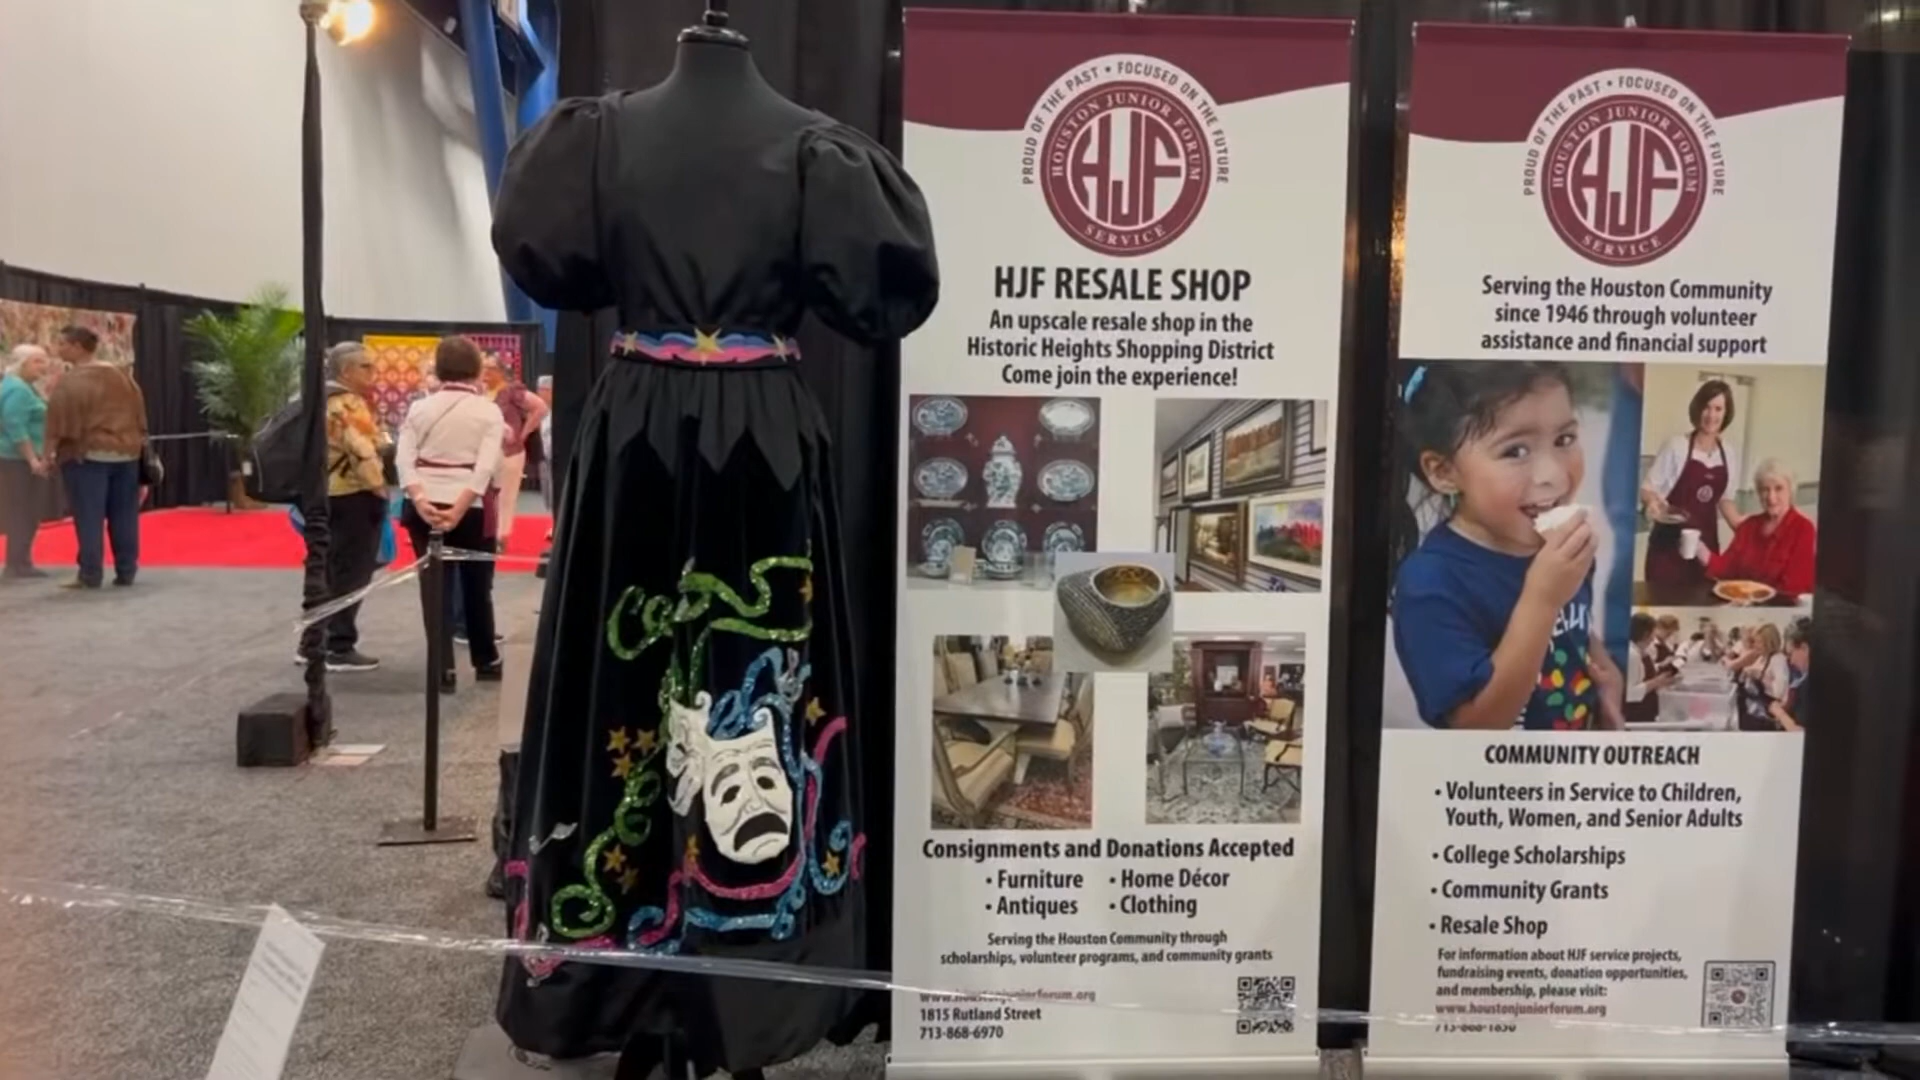 PROUD OF THE PAST • FOCUSED ON THE FUTURE
HOUSTON JUNIOR FORUM
HJF
SERVICE
HJF RESALE SHOP
An upscale resale shop in the
Historic Heights Shopping District
Come join the experience!
Consignments and Donations Accepted
• Furniture • Home Décor
• Antiques • Clothing
Serving the Houston Community through
scholarships, volunteer programs, and community grants
www.houstonjuniorforum.org
1815 Rutland Street
713-868-6970
PROUD OF THE PAST • FOCUSED ON THE FUTURE
HOUSTON JUNIOR FORUM
HJF
SERVICE
Serving the Houston Community
since 1946 through volunteer
assistance and financial support
COMMUNITY OUTREACH
• Volunteers in Service to Children,
Youth, Women, and Senior Adults
• College Scholarships
• Community Grants
• Resale Shop
For information about HJF service projects,
fundraising events, donation opportunities,
and membership, please visit:
www.houstonjuniorforum.org
713-868-1850